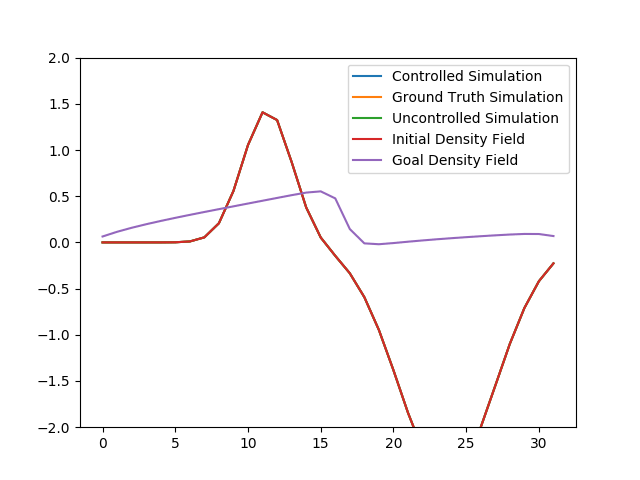 2.0
1.5
1.0
0.5
0.0
−0.5
−1.0
−1.5
−2.0
0 5 10 15 20 25 30
Controlled Simulation
Ground Truth Simulation
Uncontrolled Simulation
Initial Density Field
Goal Density Field